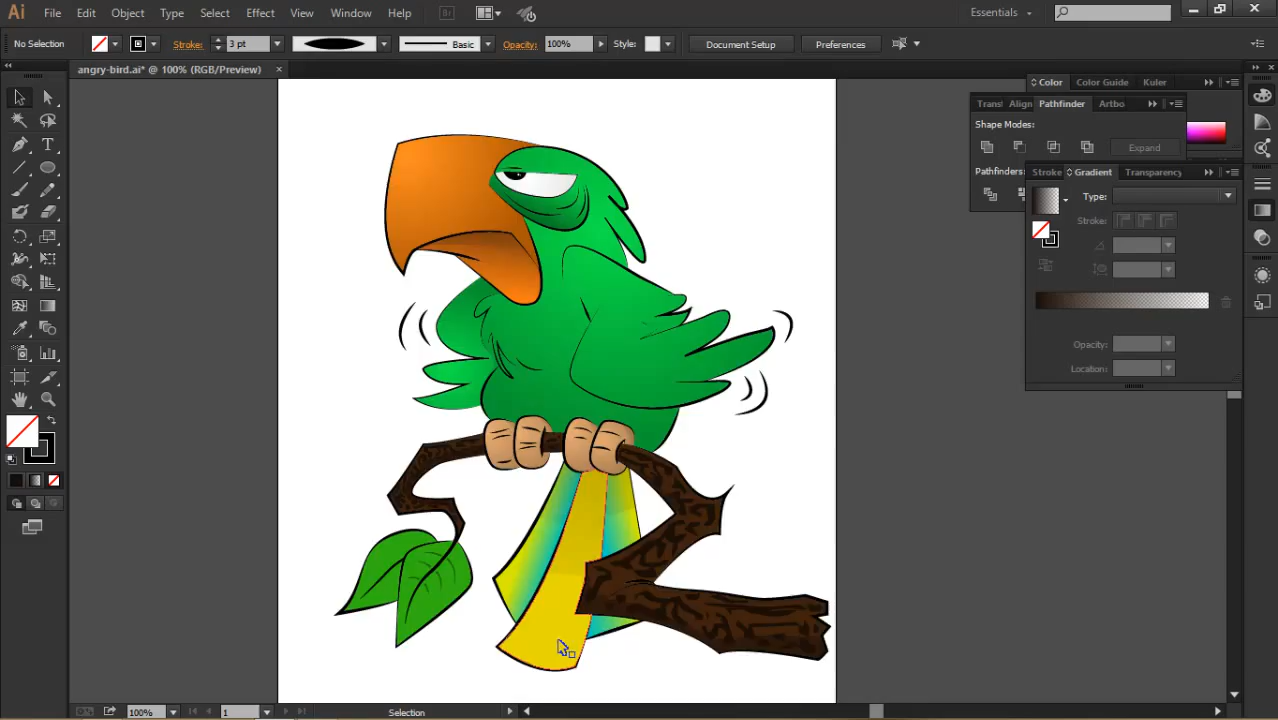 Ai File Edit Object Type Select Effect View Window Help Br Essentials
No Selection Stroke: 3 pt Basic Opacity: 100% Style: Document Setup Preferences
angry-bird.ai* @ 100% (RGB/Preview)
Color Color Guide Kuler
Trans Align Pathfinder Artbo
Shape Modes:
Expand
Pathfinders:
Stroke Gradient Transparency
Type:
Stroke:
Opacity:
Location:
100% 1 Selection